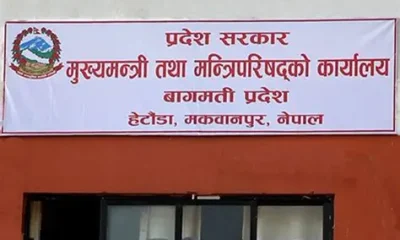 प्रदेश सरकार
मुख्यमन्त्री तथा मन्त्रिपरिषद्को कार्यालय
बागमती प्रदेश
हेटौंडा, मकवानपुर, नेपाल